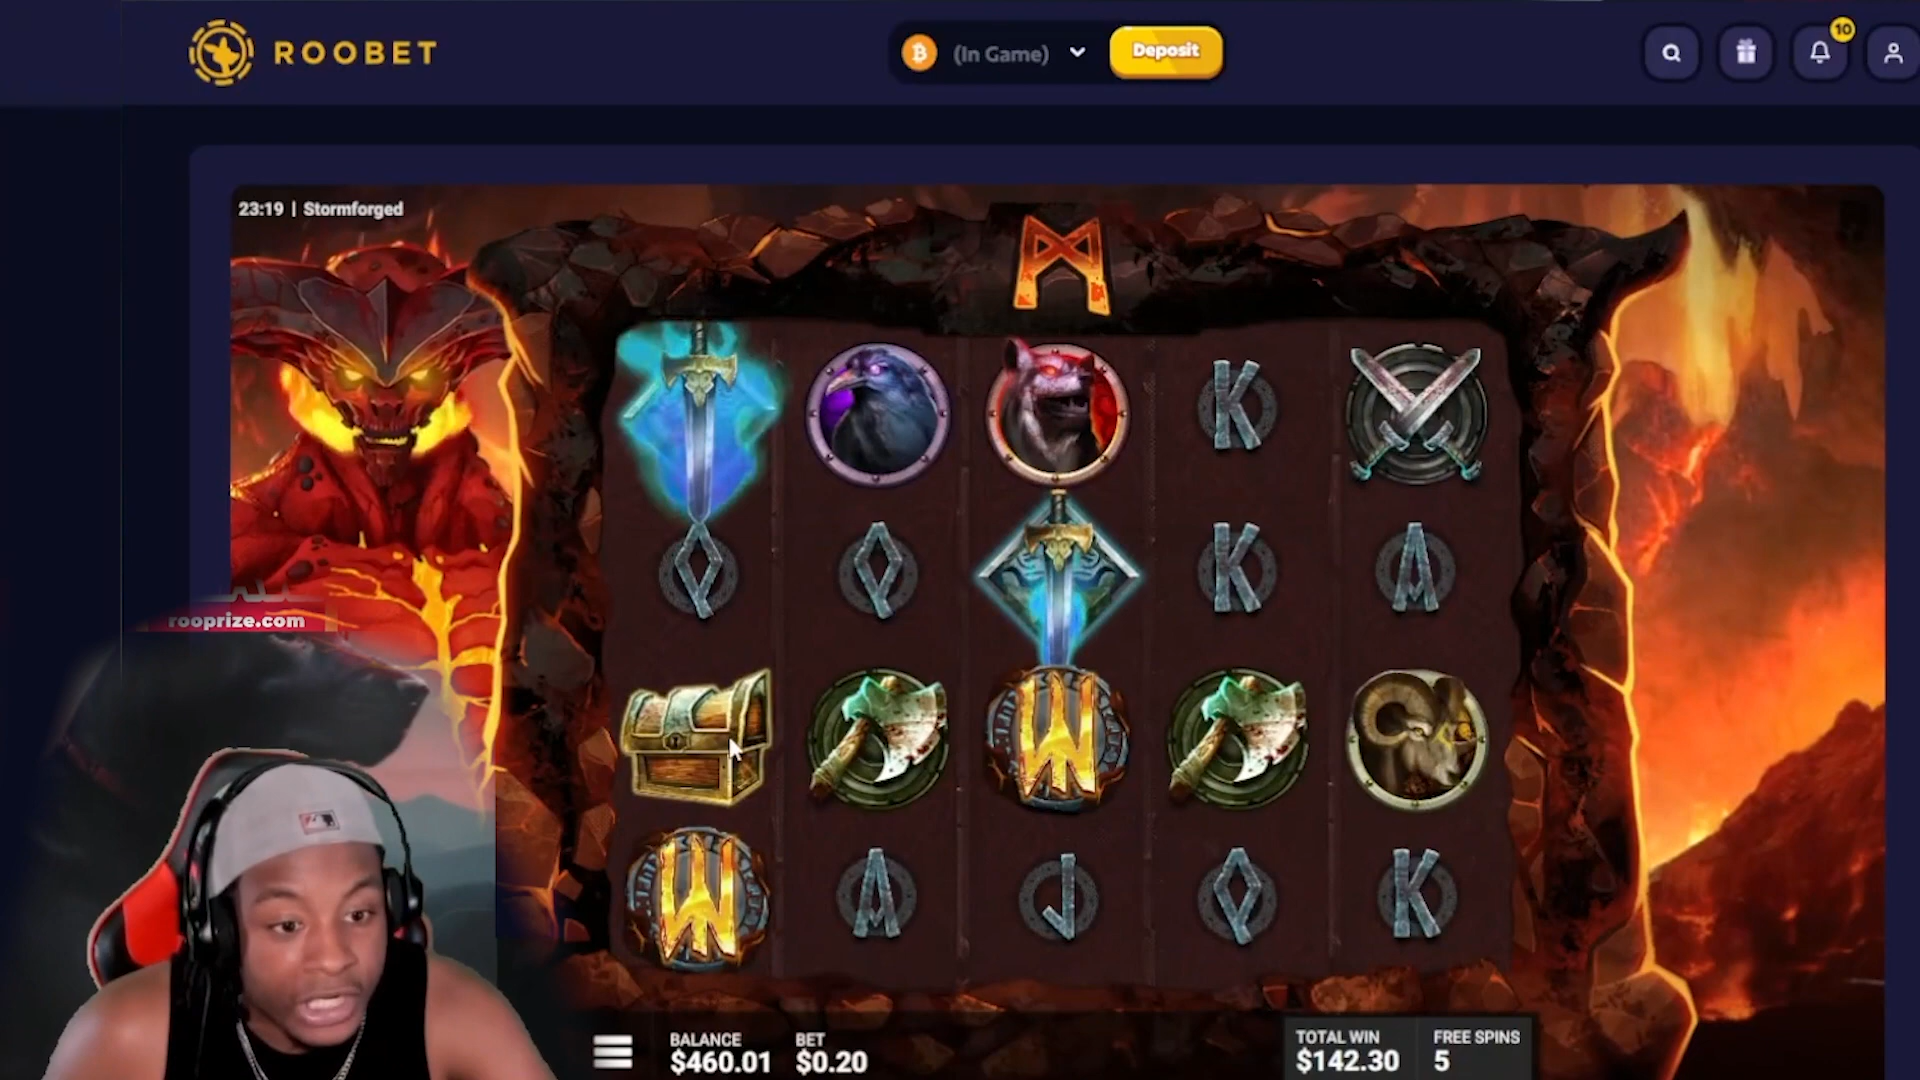 ROOBET
(In Game)
Deposit
10
23:19 | Stormforged
K
K
A
rooprize.com
W
W
A
J
K
BALANCE
$460.01
BET
$0.20
TOTAL WIN
$142.30
FREE SPINS
5